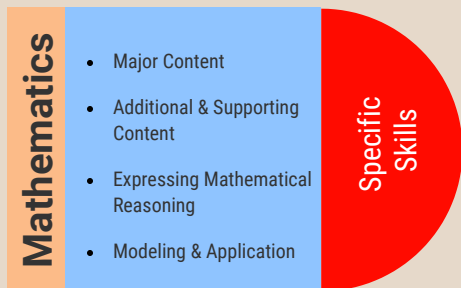 Mathematics
• Major Content
• Additional & Supporting
Content
• Expressing Mathematical
Reasoning
• Modeling & Application
Specific
Skills